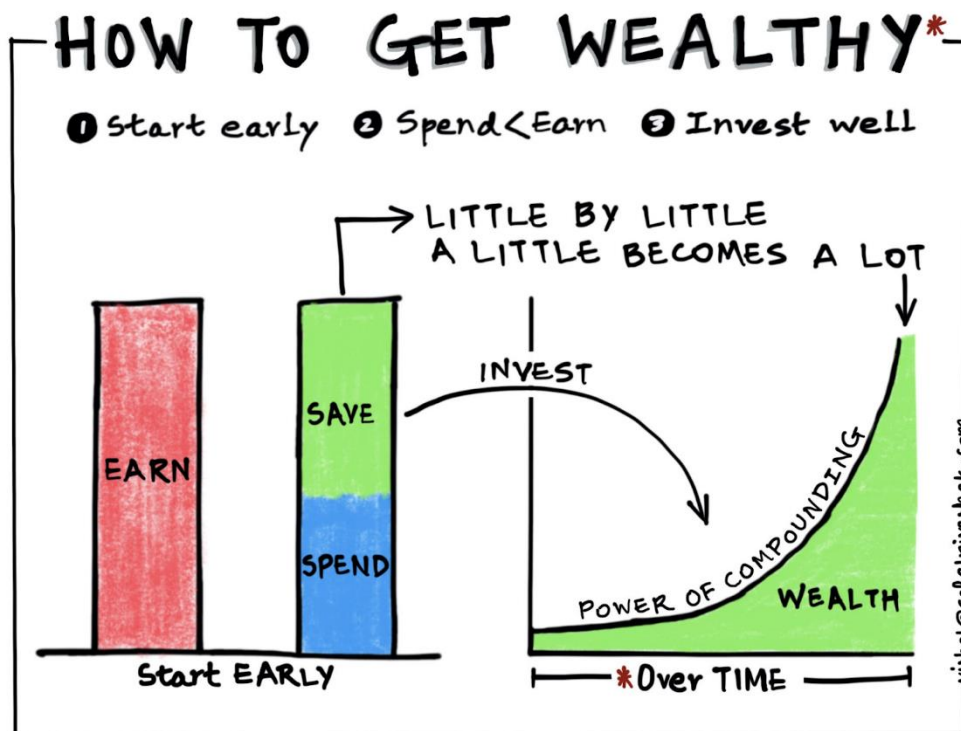 HOW TO GET WEALTHY*
1 Start early 2 Spend<Earn 3 Invest well
LITTLE BY LITTLE
A LITTLE BECOMES A LOT
INVEST
SAVE
EARN
SPEND
POWER OF COMPOUNDING
WEALTH
Start EARLY
*Over TIME